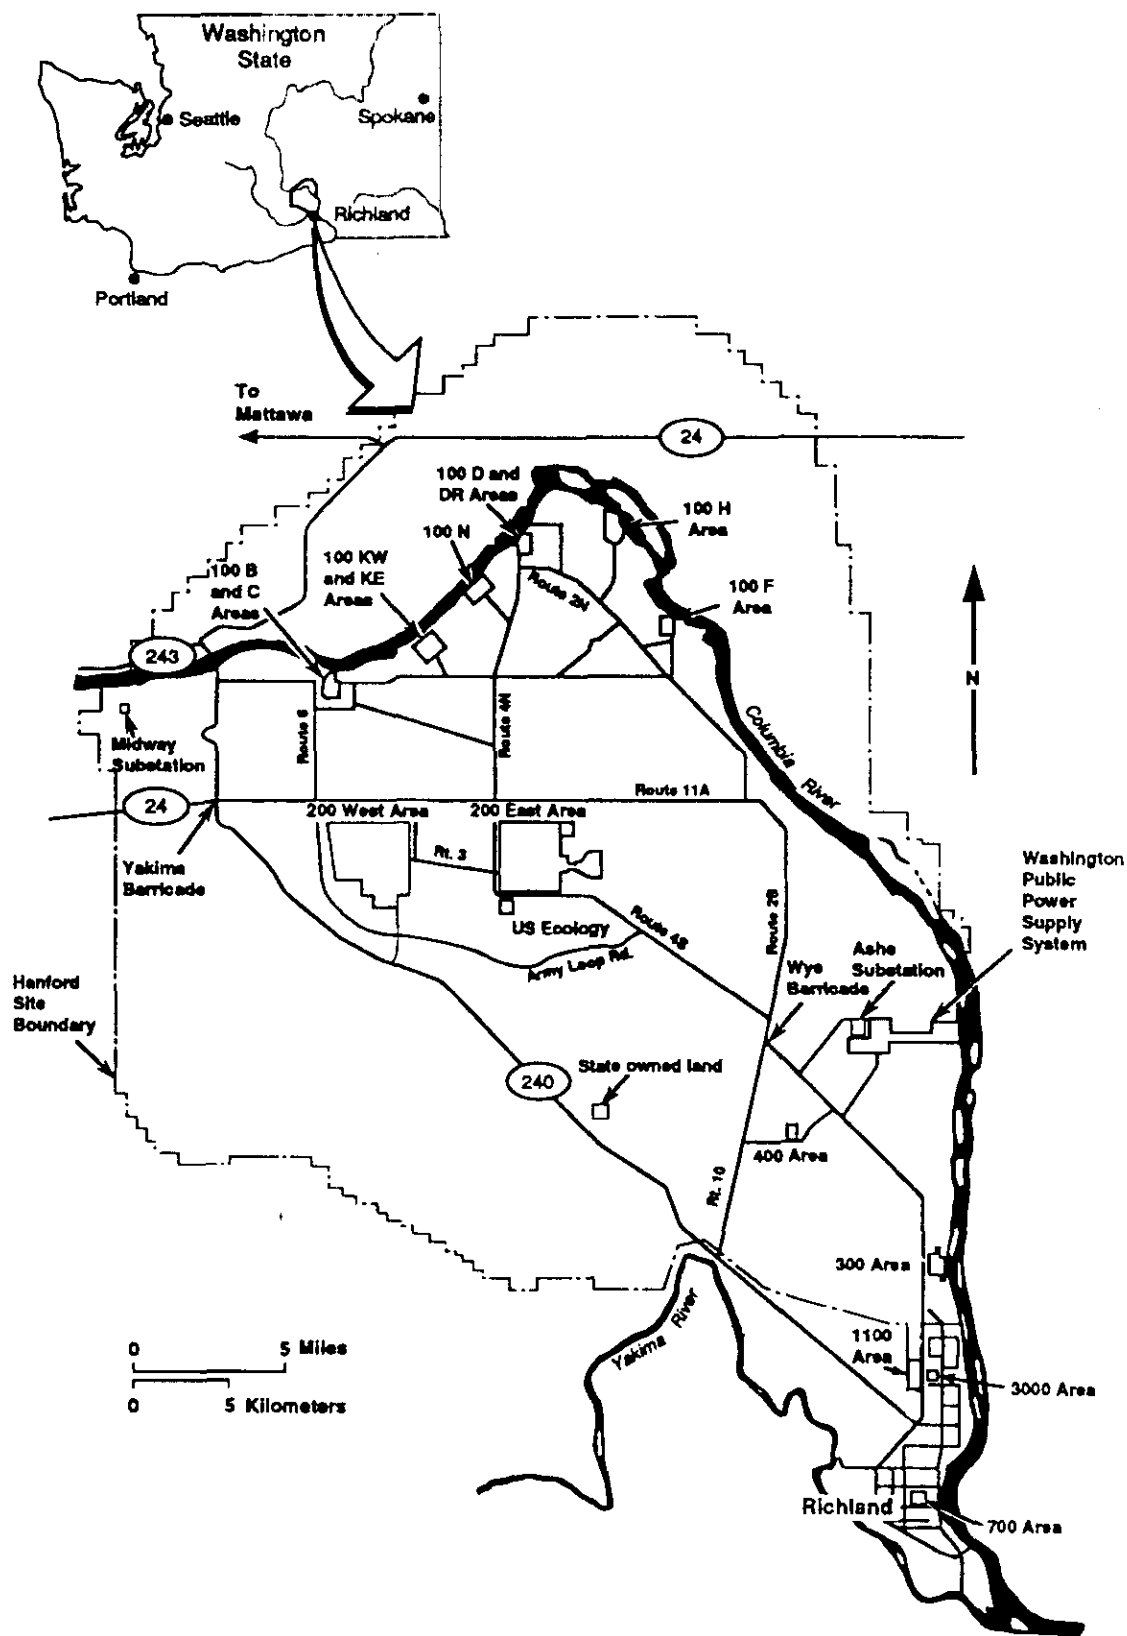 Washington
State
Seattle
Spokane
Richland
Portland
To
Mattawa
24
100 D and
DR Areas
100 H
Area
100 N
100 KW
and KE
Areas
100 B
and C
Areas
Route 2N
100 F
Area
243
N
Midway
Substation
Route 6
Route 4N
Columbia
River
Route 11A
24
200 West Area
200 East Area
Yakima
Barricade
Rt. 3
Washington
Public
Power
Supply
System
US Ecology
Route 4S
Route 2S
Army Loop Rd.
Ashe
Substation
Wye
Barricade
Hanford
Site
Boundary
240
State owned land
400 Area
Rt. 10
300 Area
Yakima River
1100
Area
3000 Area
0 5 Miles
0 5 Kilometers
Richland
700 Area